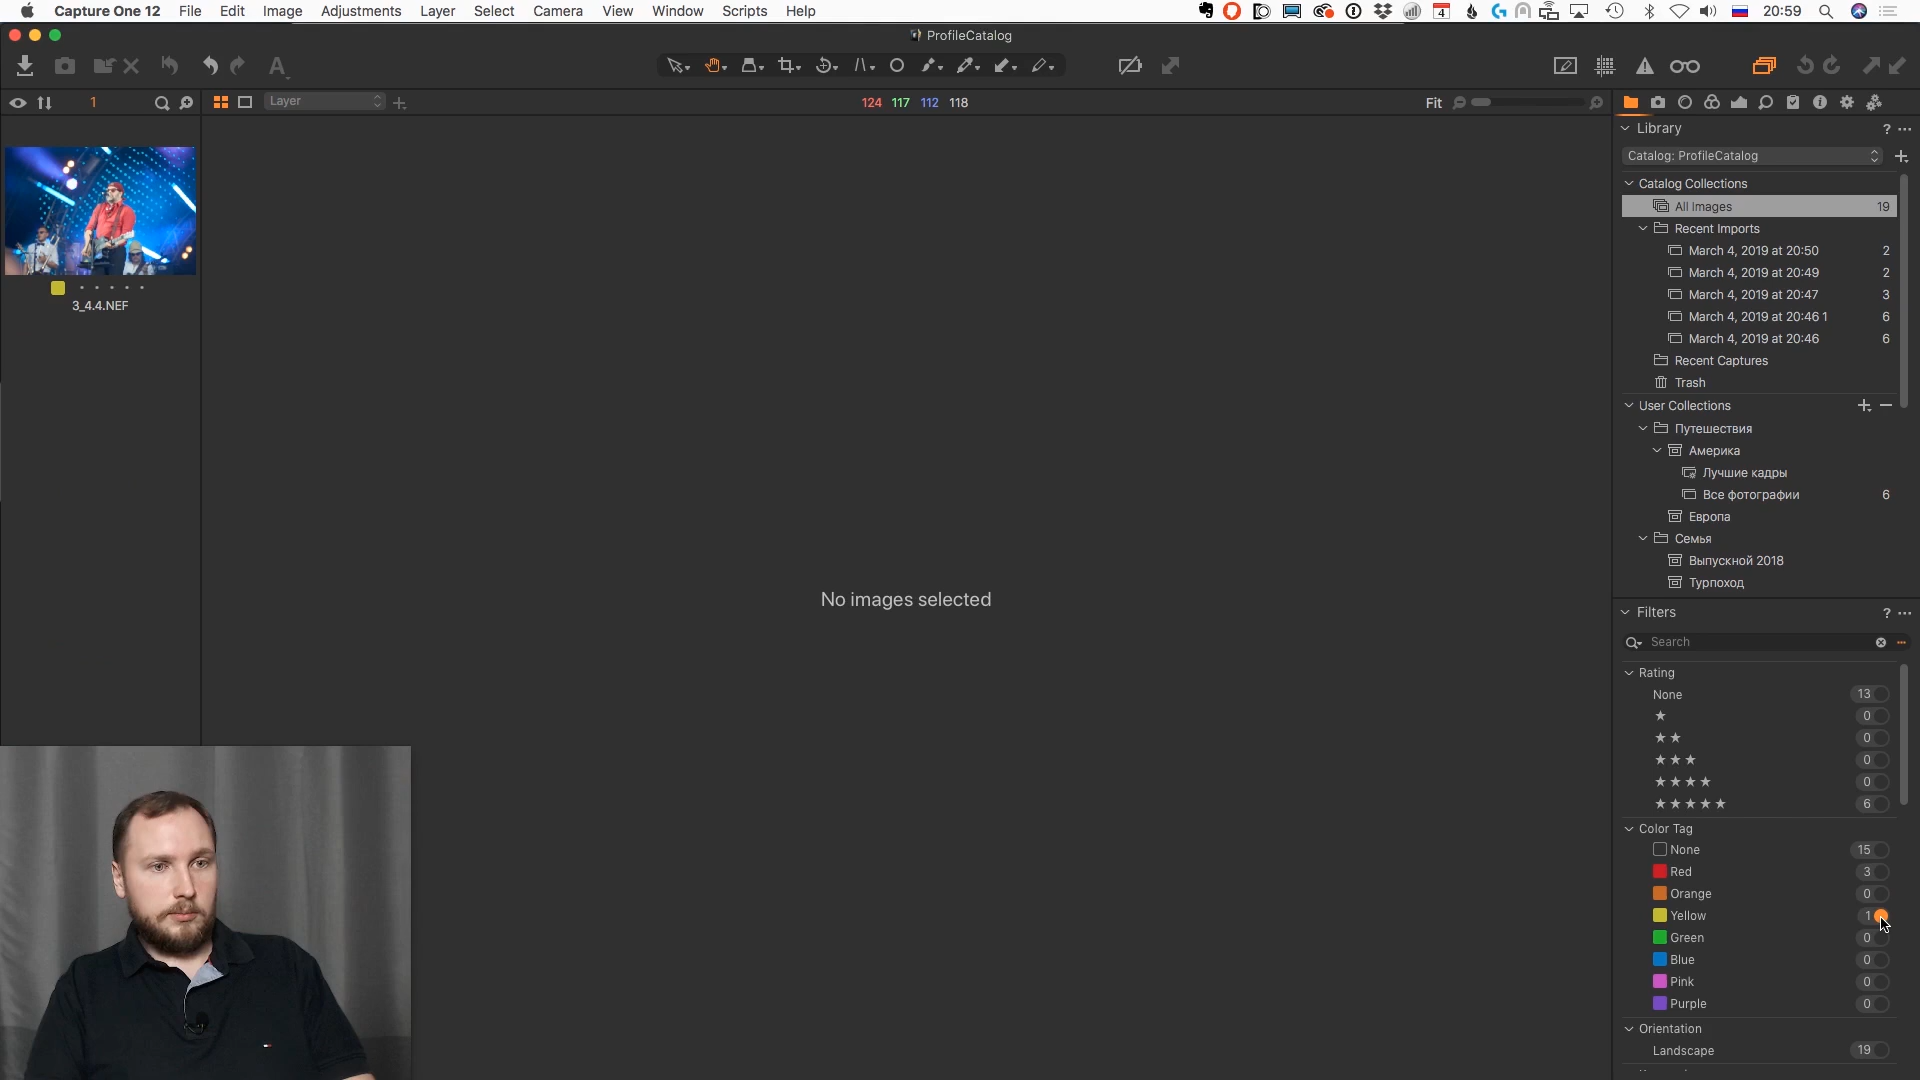 Capture One 12 File Edit Image Adjustments Layer Select Camera View Window Scripts Help 4 20:59
ProfileCatalog
A
1 Layer 124 117 112 118 Fit
Library ?
Catalog: ProfileCatalog
Catalog Collections
All Images 19
Recent Imports
March 4, 2019 at 20:50 2
March 4, 2019 at 20:49 2
March 4, 2019 at 20:47 3
March 4, 2019 at 20:46 1 6
March 4, 2019 at 20:46 6
Recent Captures
Trash
User Collections
Путешествия
Америка
Лучшие кадры
Все фотографии 6
Европа
Семья
Выпускной 2018
Турпоход
3_4.4.NEF
No images selected
Filters ?
Search
Rating
None 13
★ 0
★★ 0
★★★ 0
★★★★ 0
★★★★★ 6
Color Tag
None 15
Red 3
Orange 0
Yellow 1
Green 0
Blue 0
Pink 0
Purple 0
Orientation
Landscape 19